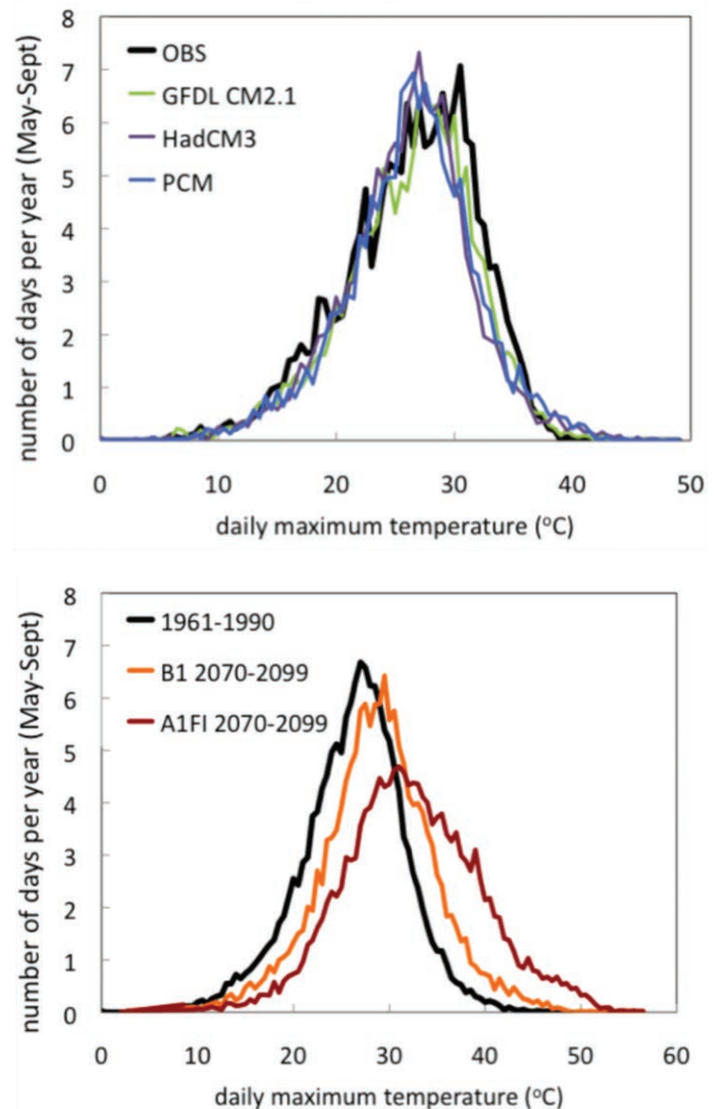 8
7
6
5
4
3
2
1
0
number of days per year (May-Sept)
OBS
GFDL CM2.1
HadCM3
PCM
0 10 20 30 40 50
daily maximum temperature (°C)
8
7
6
5
4
3
2
1
0
number of days per year (May-Sept)
1961-1990
B1 2070-2099
A1FI 2070-2099
0 10 20 30 40 50 60
daily maximum temperature (°C)